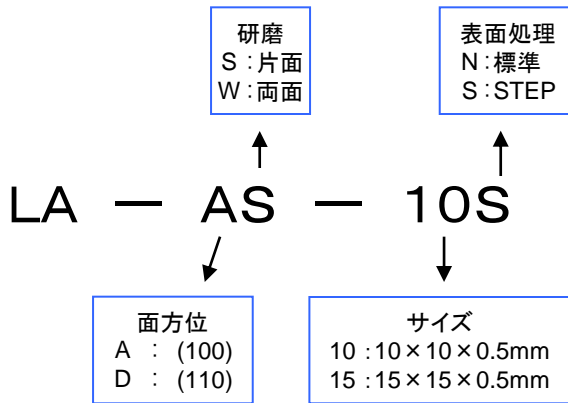 研磨
S：片面
W：両面
表面処理
N：標準
S：STEP
LA － AS － 10S
面方位
A ： (100)
D ： (110)
サイズ
10：10×10×0.5mm
15：15×15×0.5mm